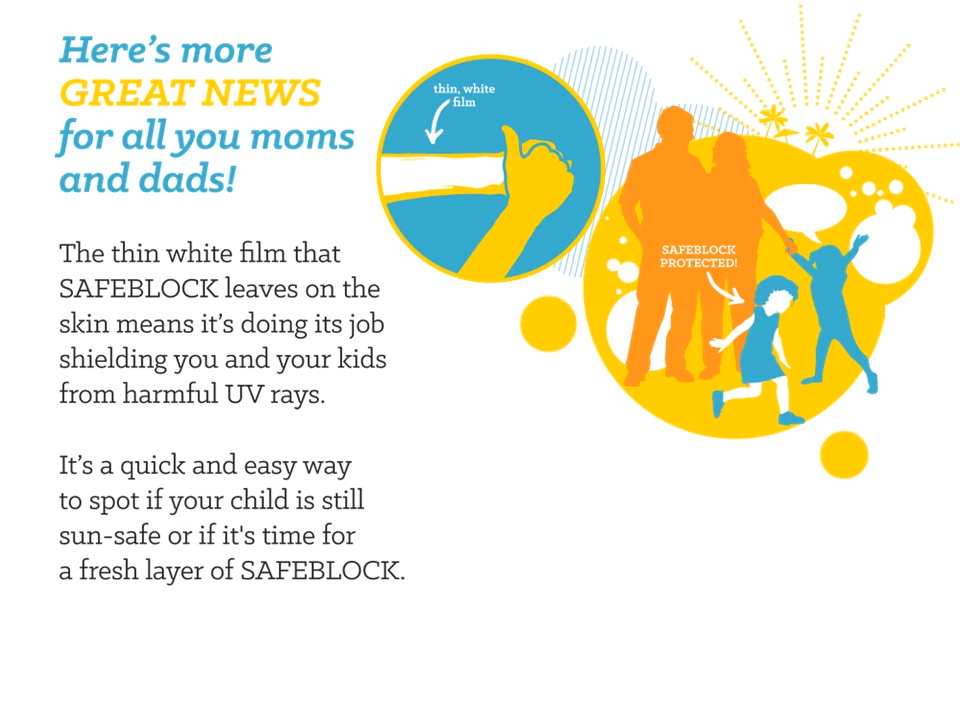 Here’s more
GREAT NEWS
for all you moms
and dads!
thin, white
film
SAFEBLOCK
PROTECTED!
The thin white film that
SAFEBLOCK leaves on the
skin means it’s doing its job
shielding you and your kids
from harmful UV rays.
It’s a quick and easy way
to spot if your child is still
sun-safe or if it's time for
a fresh layer of SAFEBLOCK.